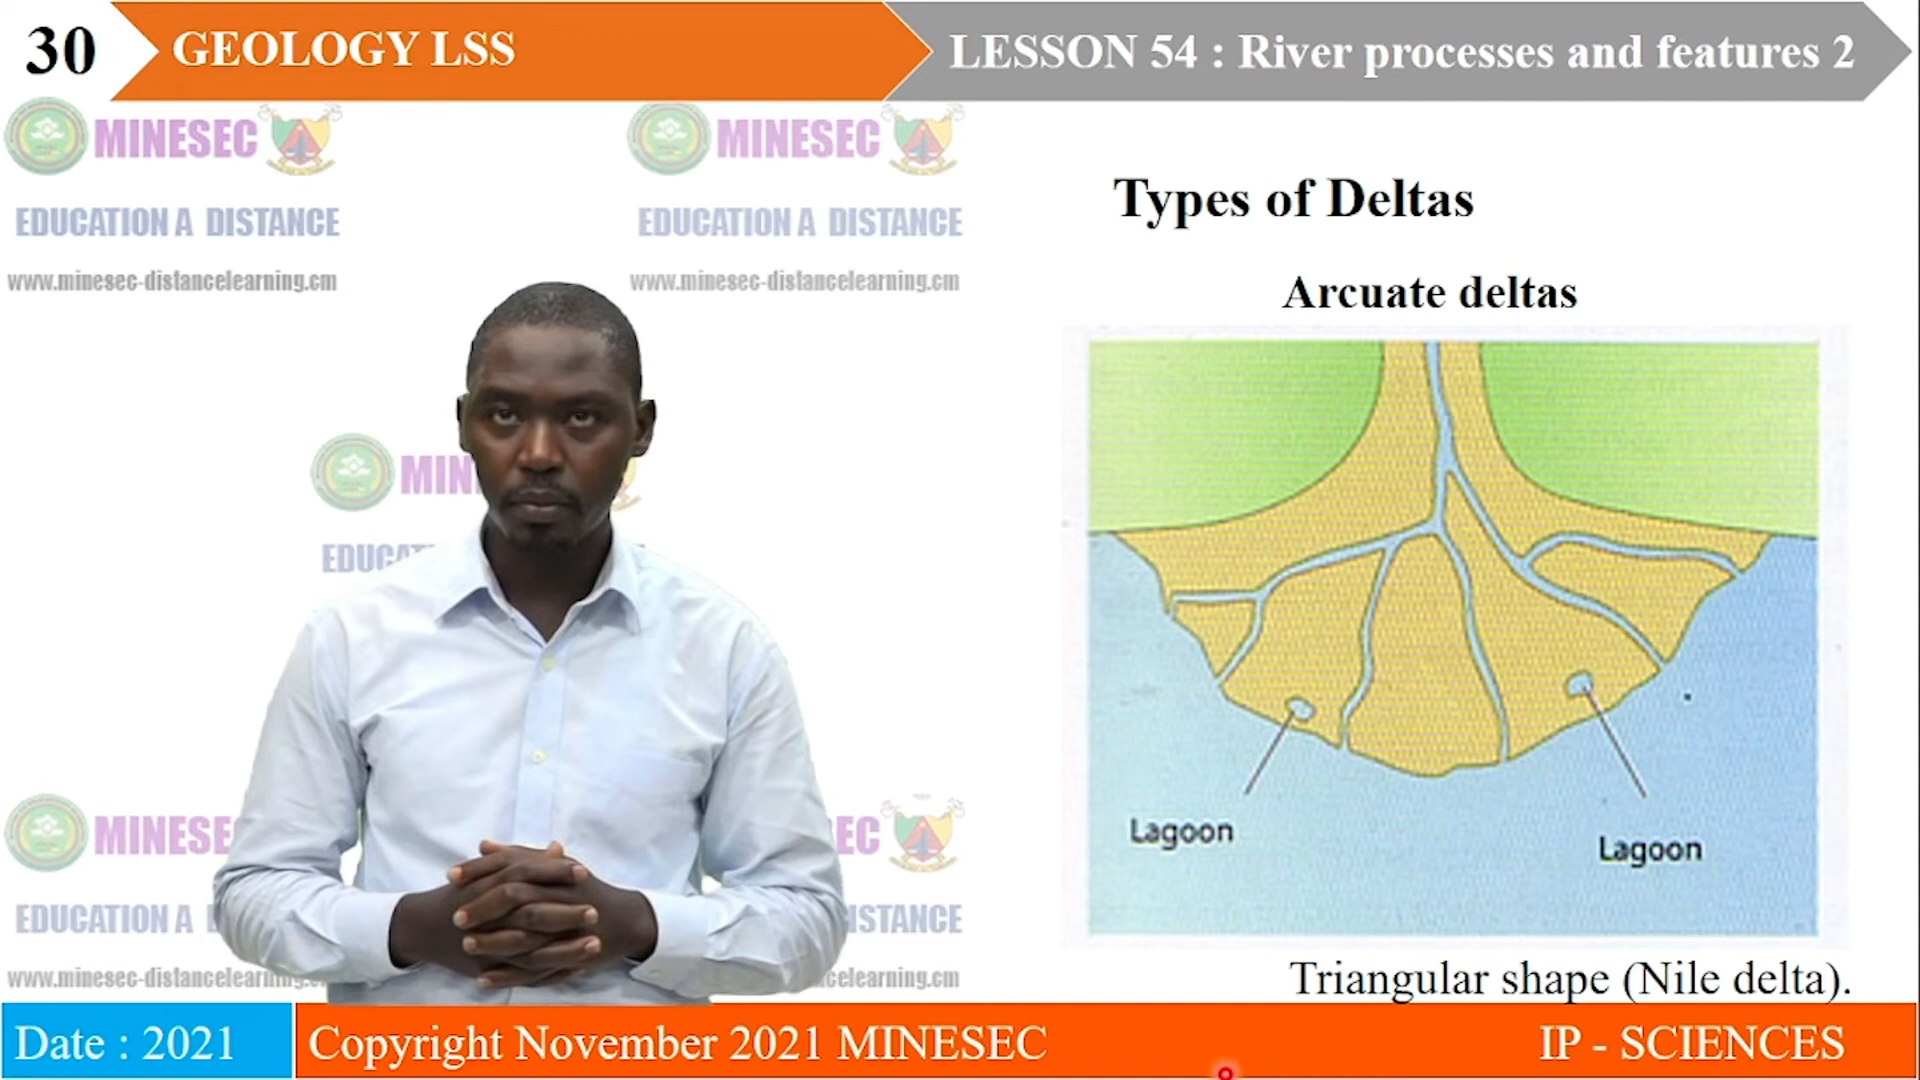 30
GEOLOGY LSS
LESSON 54 : River processes and features 2
MINESEC
EDUCATION A DISTANCE
www.minesec-distancelearning.cm
MINESEC
EDUCATION A DISTANCE
www.minesec-distancelearning.cm
Types of Deltas
Arcuate deltas
Lagoon
Lagoon
Triangular shape (Nile delta).
Date : 2021
Copyright November 2021 MINESEC
IP - SCIENCES